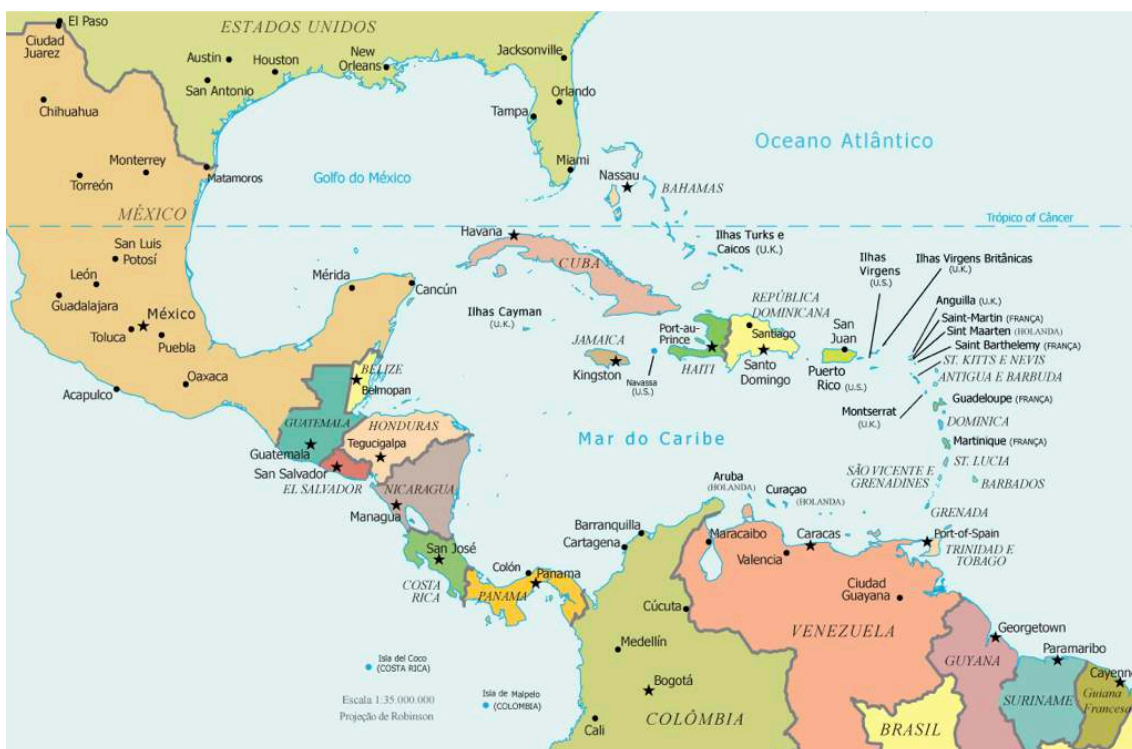 El Paso
Ciudad
Juarez
ESTADOS UNIDOS
Austin
Houston
San Antonio
New
Orleans
Jacksonville
Orlando
Tampa
Miami
Chihuahua
Monterrey
Torreón
Matamoros
MÉXICO
Golfo do México
Oceano Atlântico
Nassau
BAHAMAS
Trópico of Câncer
San Luis
Potosí
León
Guadalajara
Toluca
México
Puebla
Mérida
Cancún
Oaxaca
Acapulco
Havana
CUBA
Ilhas Turks e
Caicos (U.K.)
Ilhas Cayman
(U.K.)
JAMAICA
Kingston
Navassa
(U.S.)
Port-au-
Prince
HAITI
REPÚBLICA
DOMINICANA
Santiago
Santo
Domingo
San
Juan
Puerto
Rico (U.S.)
Ilhas
Virgens
(U.S.)
Ilhas Virgens Britânicas
(U.K.)
Anguilla (U.K.)
Saint-Martin (FRANÇA)
Sint Maarten (HOLANDA)
Saint Barthelemy (FRANÇA)
ST. KITTS E NEVIS
ANTIGUA E BARBUDA
Montserrat
(U.K.)
Guadeloupe (FRANÇA)
DOMINICA
Martinique (FRANÇA)
ST. LUCIA
BARBADOS
SÃO VICENTE E
GRENADINES
GRENADA
Port-of-Spain
TRINIDAD E
TOBAGO
Mar do Caribe
BELIZE
Belmopan
GUATEMALA
Guatemala
HONDURAS
Tegucigalpa
San Salvador
EL SALVADOR
NICARAGUA
Managua
San José
COSTA
RICA
Colón
Panama
PANAMA
Aruba
(HOLANDA)
Curaçao
(HOLANDA)
Barranquilla
Cartagena
Maracaibo
Caracas
Valencia
Ciudad
Guayana
VENEZUELA
Cúcuta
Medellín
Bogotá
COLÔMBIA
Cali
Georgetown
GUYANA
Paramaribo
SURINAME
Cayenne
Guiana
Francesa
BRASIL
Isla del Coco
(COSTA RICA)
Isla de Malpelo
(COLOMBIA)
Escala 1:35.000.000
Projeção de Robinson